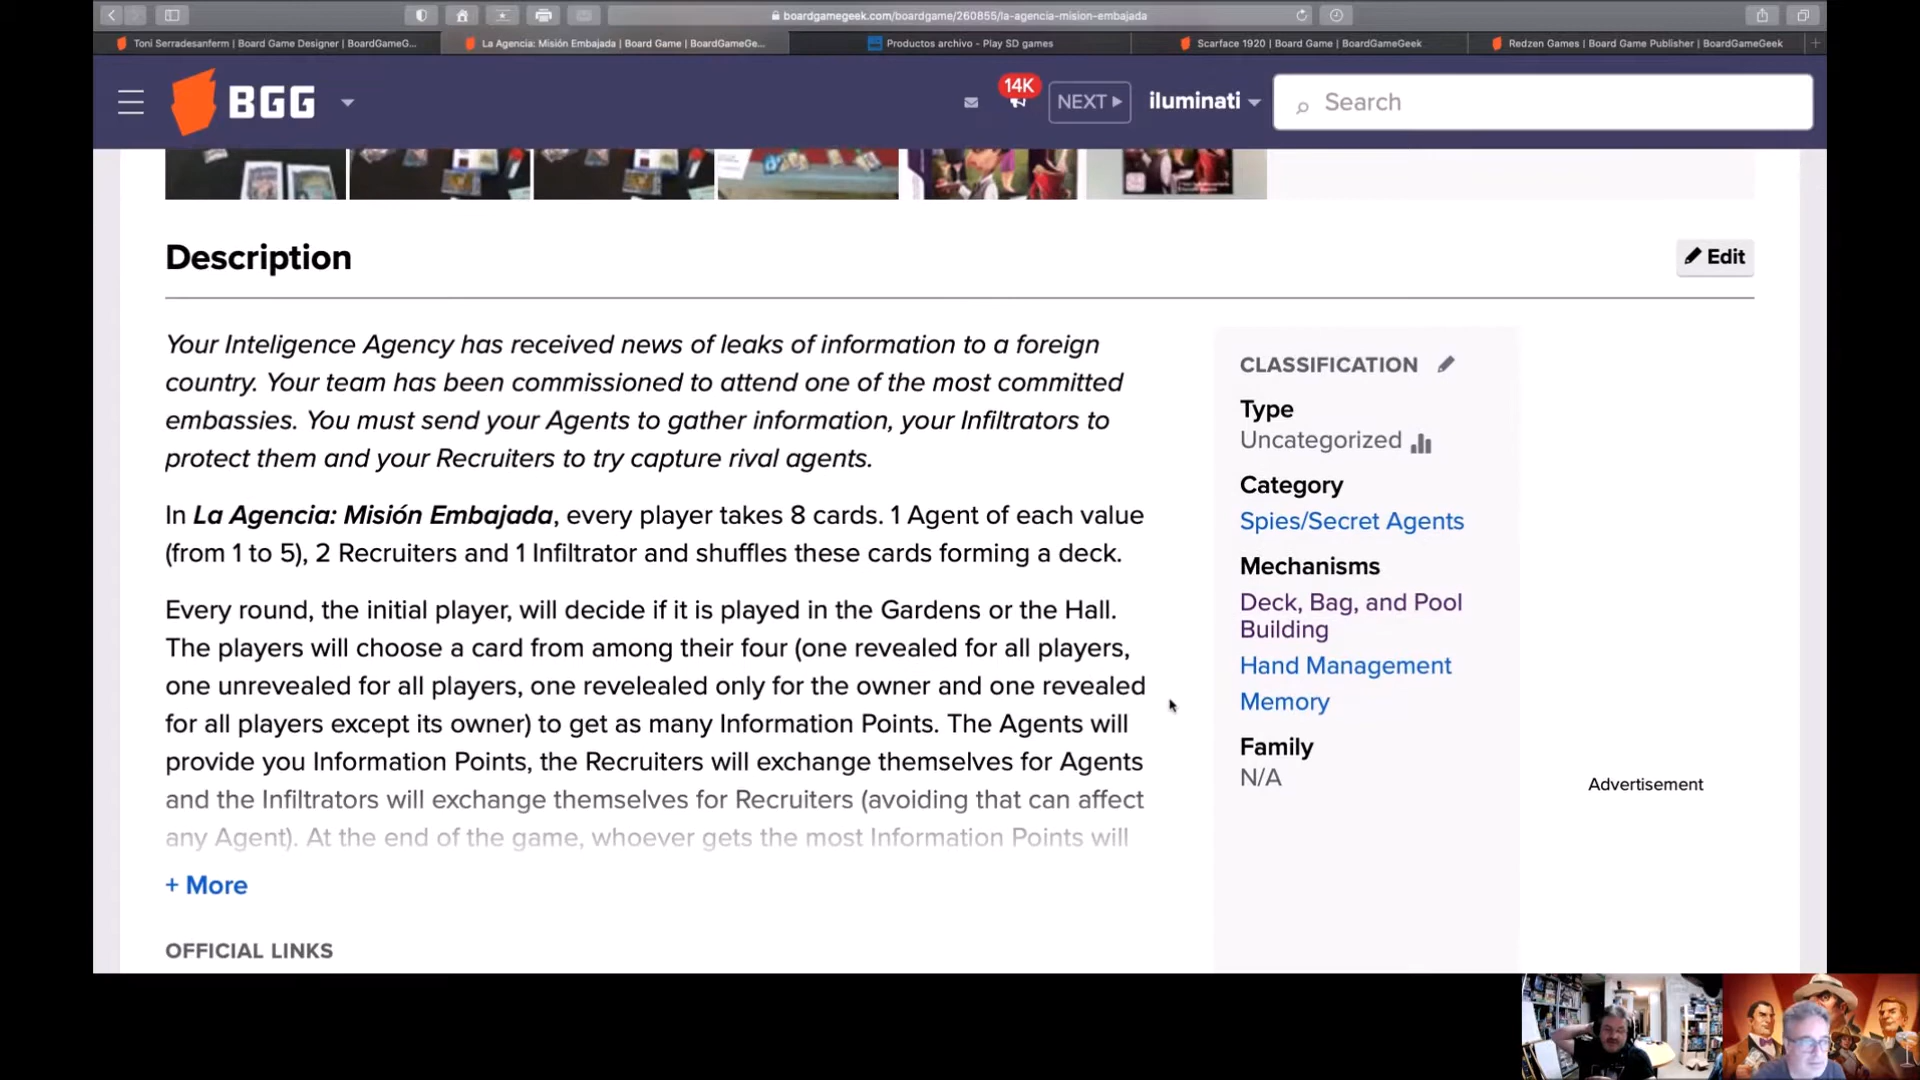 boardgamegeek.com/boardgame/260855/la-agencia-mision-embajada
Toni Serradesanferm | Board Game Designer | BoardGameG...
La Agencia: Misión Embajada | Board Game | BoardGameGe...
Productos archivo - Play SD games
Scarface 1920 | Board Game | BoardGameGeek
Redzen Games | Board Game Publisher | BoardGameGeek
BGG
14K
NEXT
iluminati
Search
Description
Edit
Your Inteligence Agency has received news of leaks of information to a foreign
country. Your team has been commissioned to attend one of the most committed
embassies. You must send your Agents to gather information, your Infiltrators to
protect them and your Recruiters to try capture rival agents.
In La Agencia: Misión Embajada, every player takes 8 cards. 1 Agent of each value
(from 1 to 5), 2 Recruiters and 1 Infiltrator and shuffles these cards forming a deck.
Every round, the initial player, will decide if it is played in the Gardens or the Hall.
The players will choose a card from among their four (one revealed for all players,
one unrevealed for all players, one revelealed only for the owner and one revealed
for all players except its owner) to get as many Information Points. The Agents will
provide you Information Points, the Recruiters will exchange themselves for Agents
and the Infiltrators will exchange themselves for Recruiters (avoiding that can affect
any Agent). At the end of the game, whoever gets the most Information Points will
+ More
OFFICIAL LINKS
CLASSIFICATION
Type
Uncategorized
Category
Spies/Secret Agents
Mechanisms
Deck, Bag, and Pool
Building
Hand Management
Memory
Family
N/A
Advertisement